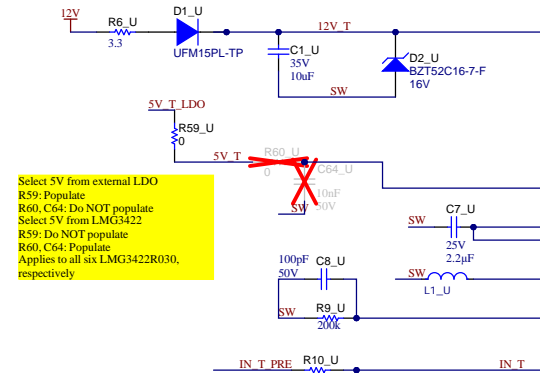 12V
R6_U
3.3
D1_U
UFM15PL-TP
12V_T
C1_U
35V
10uF
SW
D2_U
BZT52C16-7-F
16V
5V_T_LDO
R59_U
0
5V_T
R60_U
0
C64_U
10nF
50V
SW
Select 5V from external LDO
R59: Populate
R60, C64: Do NOT populate
Select 5V from LMG3422
R59: Do NOT populate
R60, C64: Populate
Applies to all six LMG3422R030,
respectively
SW
C7_U
25V
2.2µF
100pF
50V
C8_U
SW
L1_U
SW
R9_U
200k
IN_T_PRE
R10_U
IN_T